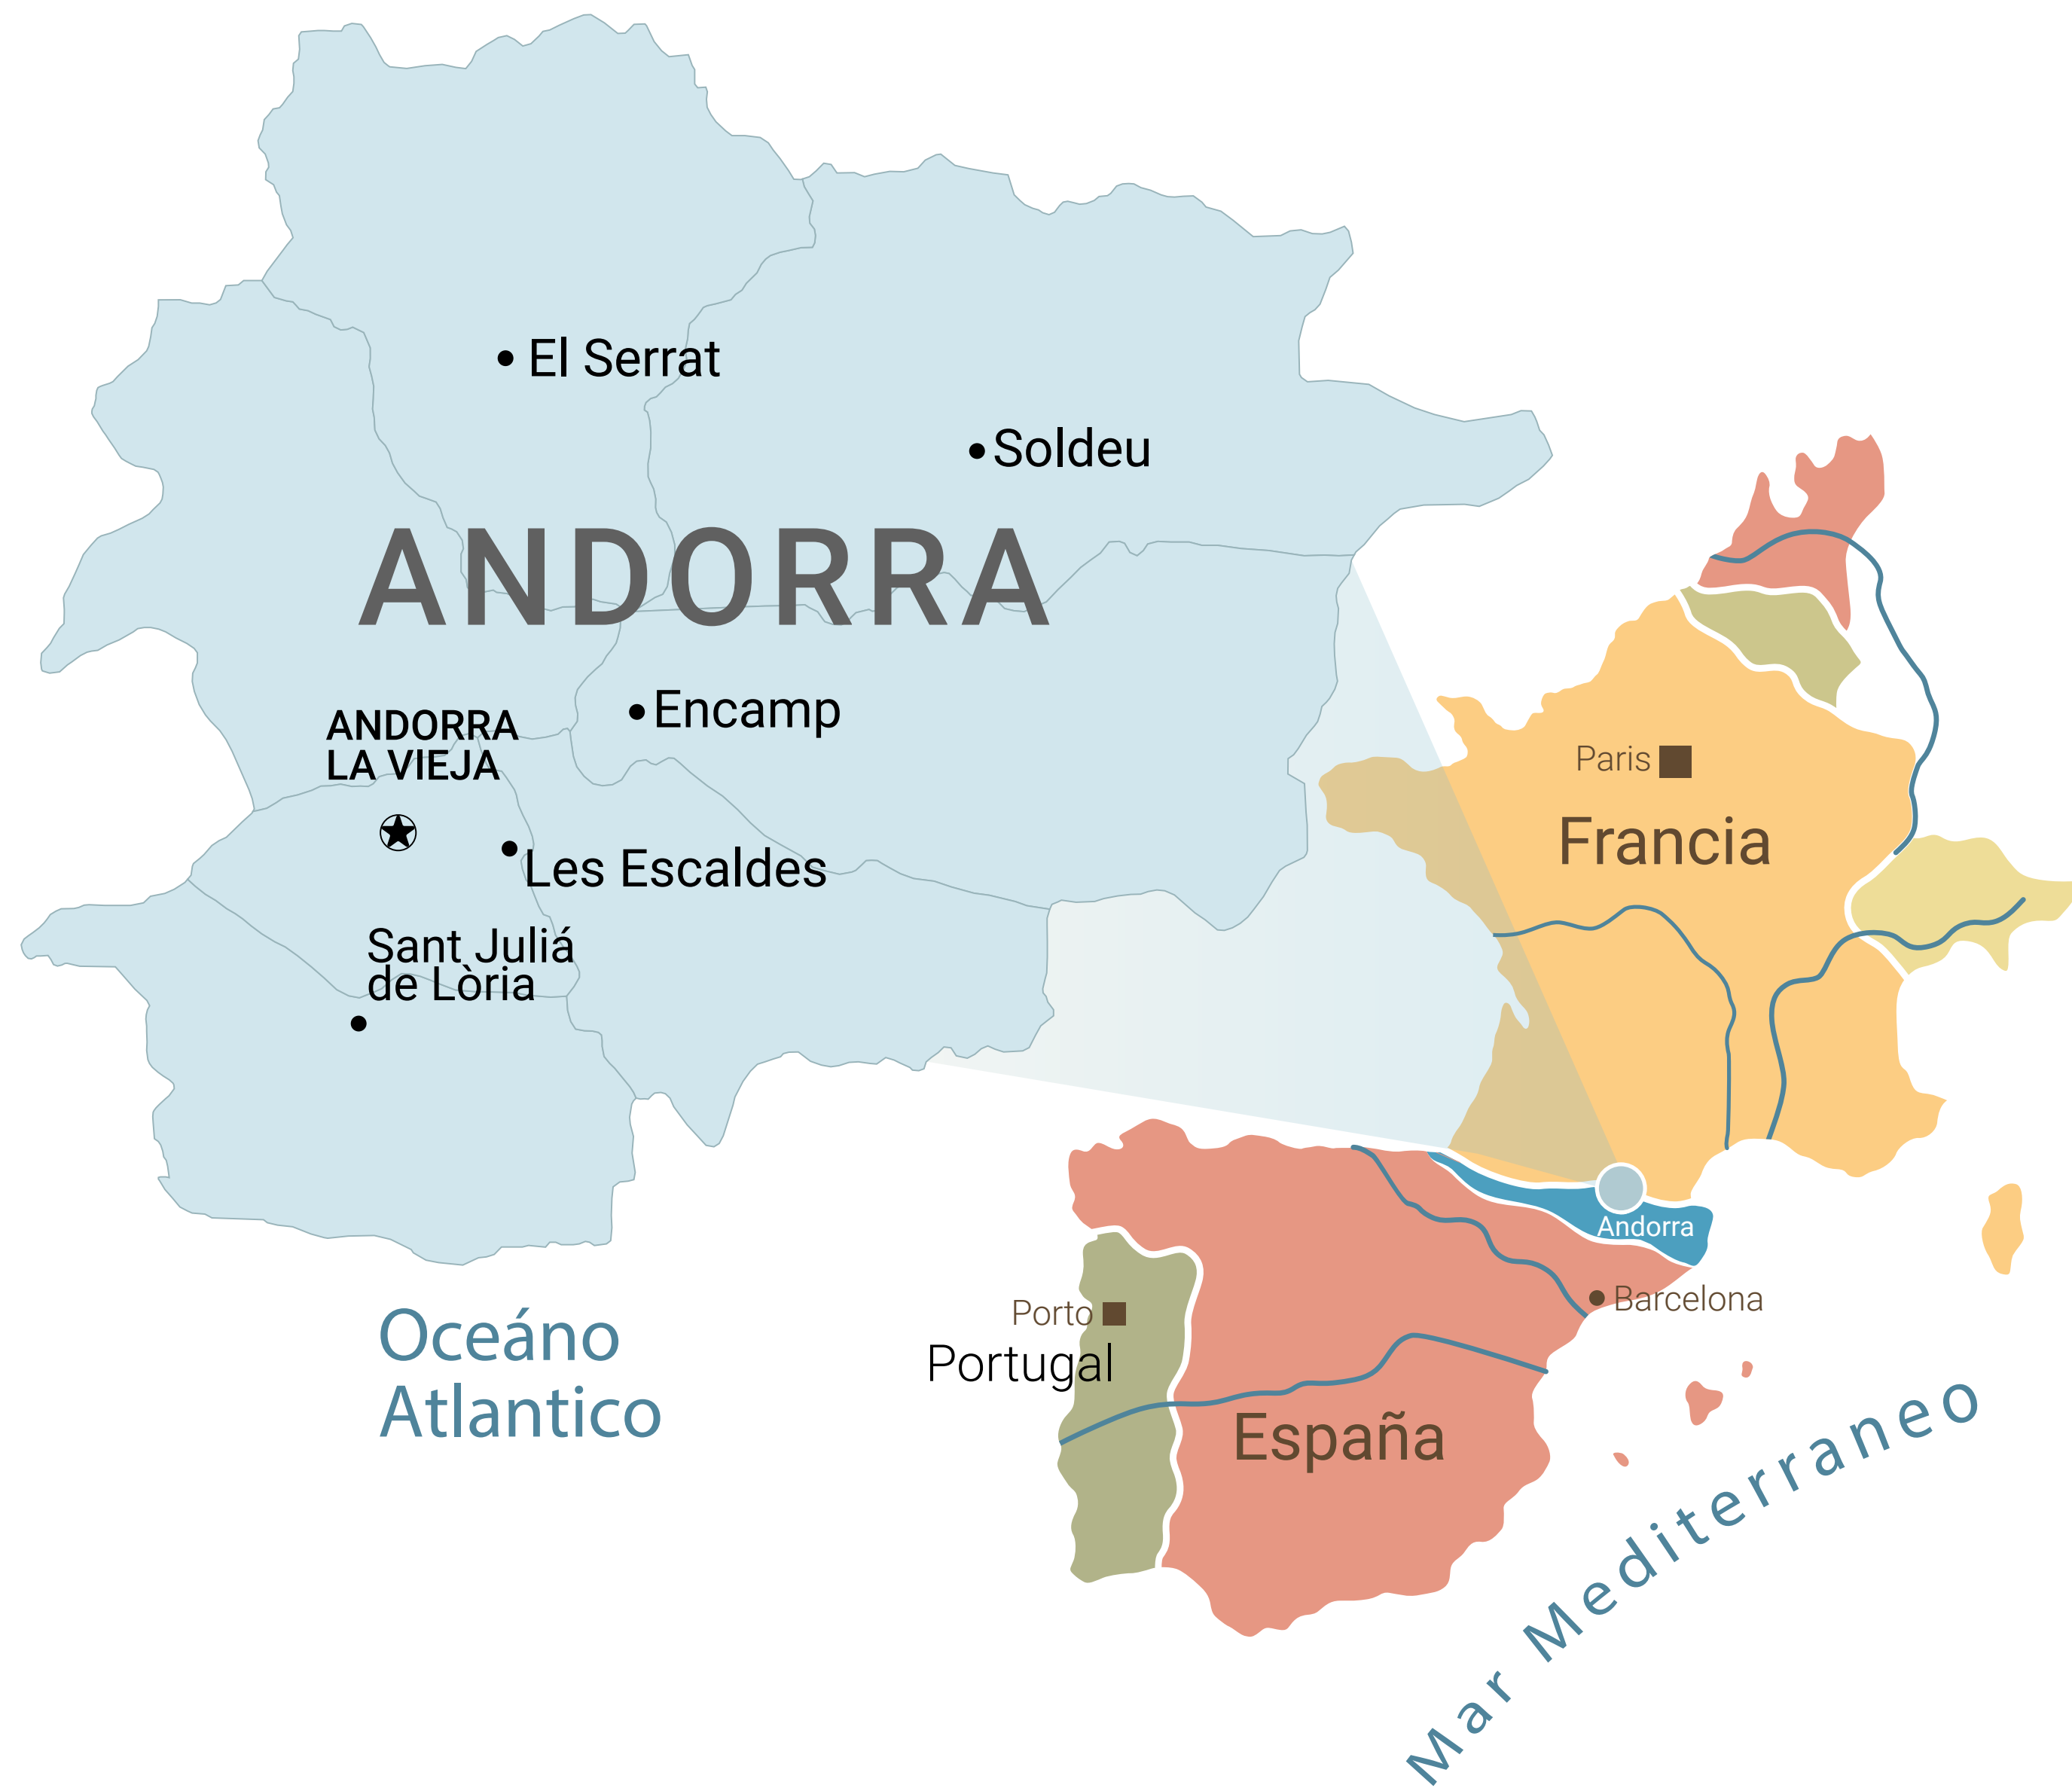 El Serrat
Soldeu
ANDORRA
Encamp
ANDORRA
LA VIEJA
Les Escaldes
Sant Juliá
de Lòria
Paris
Francia
Andorra
Barcelona
Porto
Portugal
España
Oceáno
Atlantico
Mar Mediterraneo